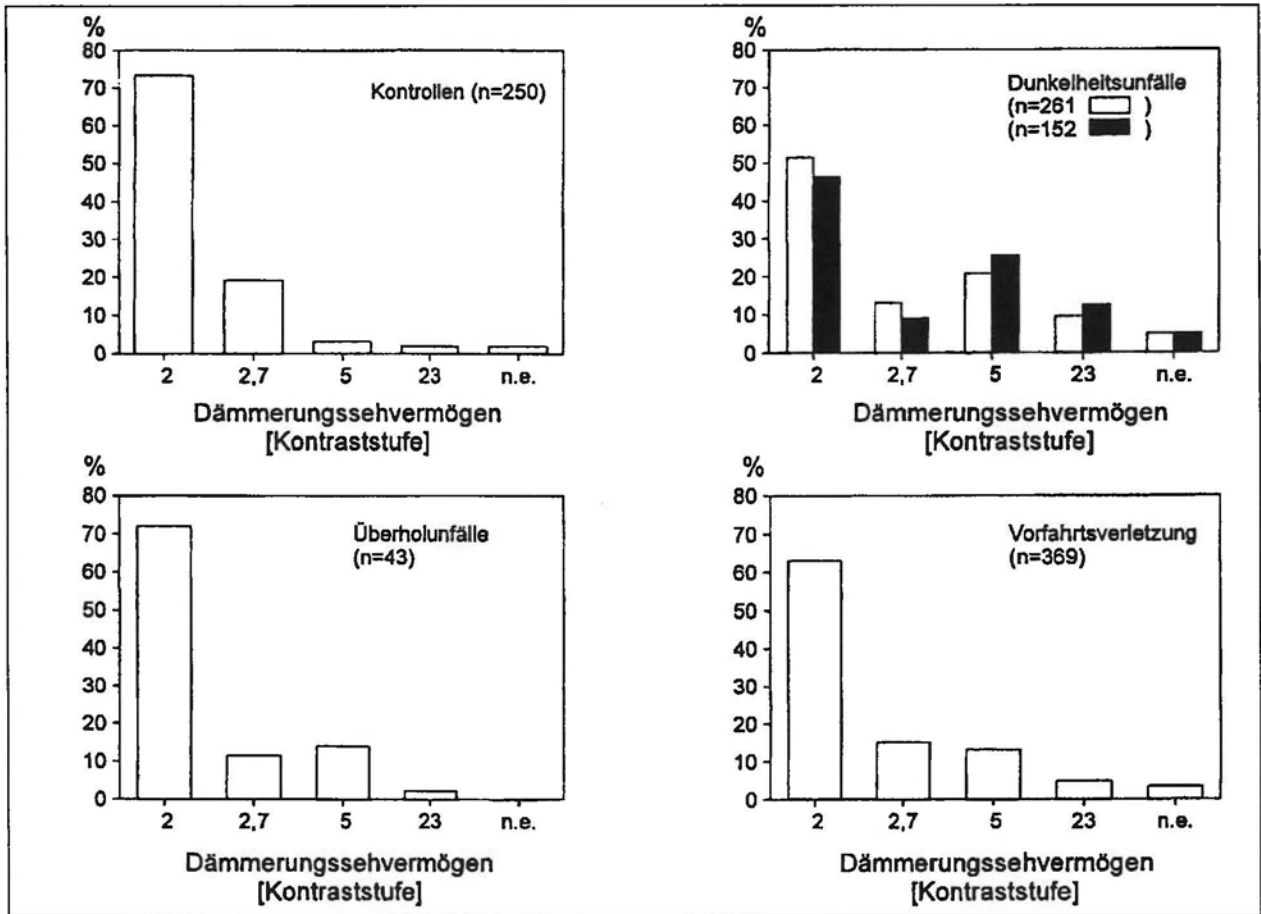 %
80
70
60
50
40
30
20
10
0
Kontrollen (n=250)
2 2,7 5 23 n.e.
Dämmerungssehvermögen
[Kontraststufe]
%
80
70
60
50
40
30
20
10
0
Dunkelheitsunfälle
(n=261 )
(n=152 )
2 2,7 5 23 n.e.
Dämmerungssehvermögen
[Kontraststufe]
%
80
70
60
50
40
30
20
10
0
Überholunfälle
(n=43)
2 2,7 5 23 n.e.
Dämmerungssehvermögen
[Kontraststufe]
%
80
70
60
50
40
30
20
10
0
Vorfahrtsverletzung
(n=369)
2 2,7 5 23 n.e.
Dämmerungssehvermögen
[Kontraststufe]